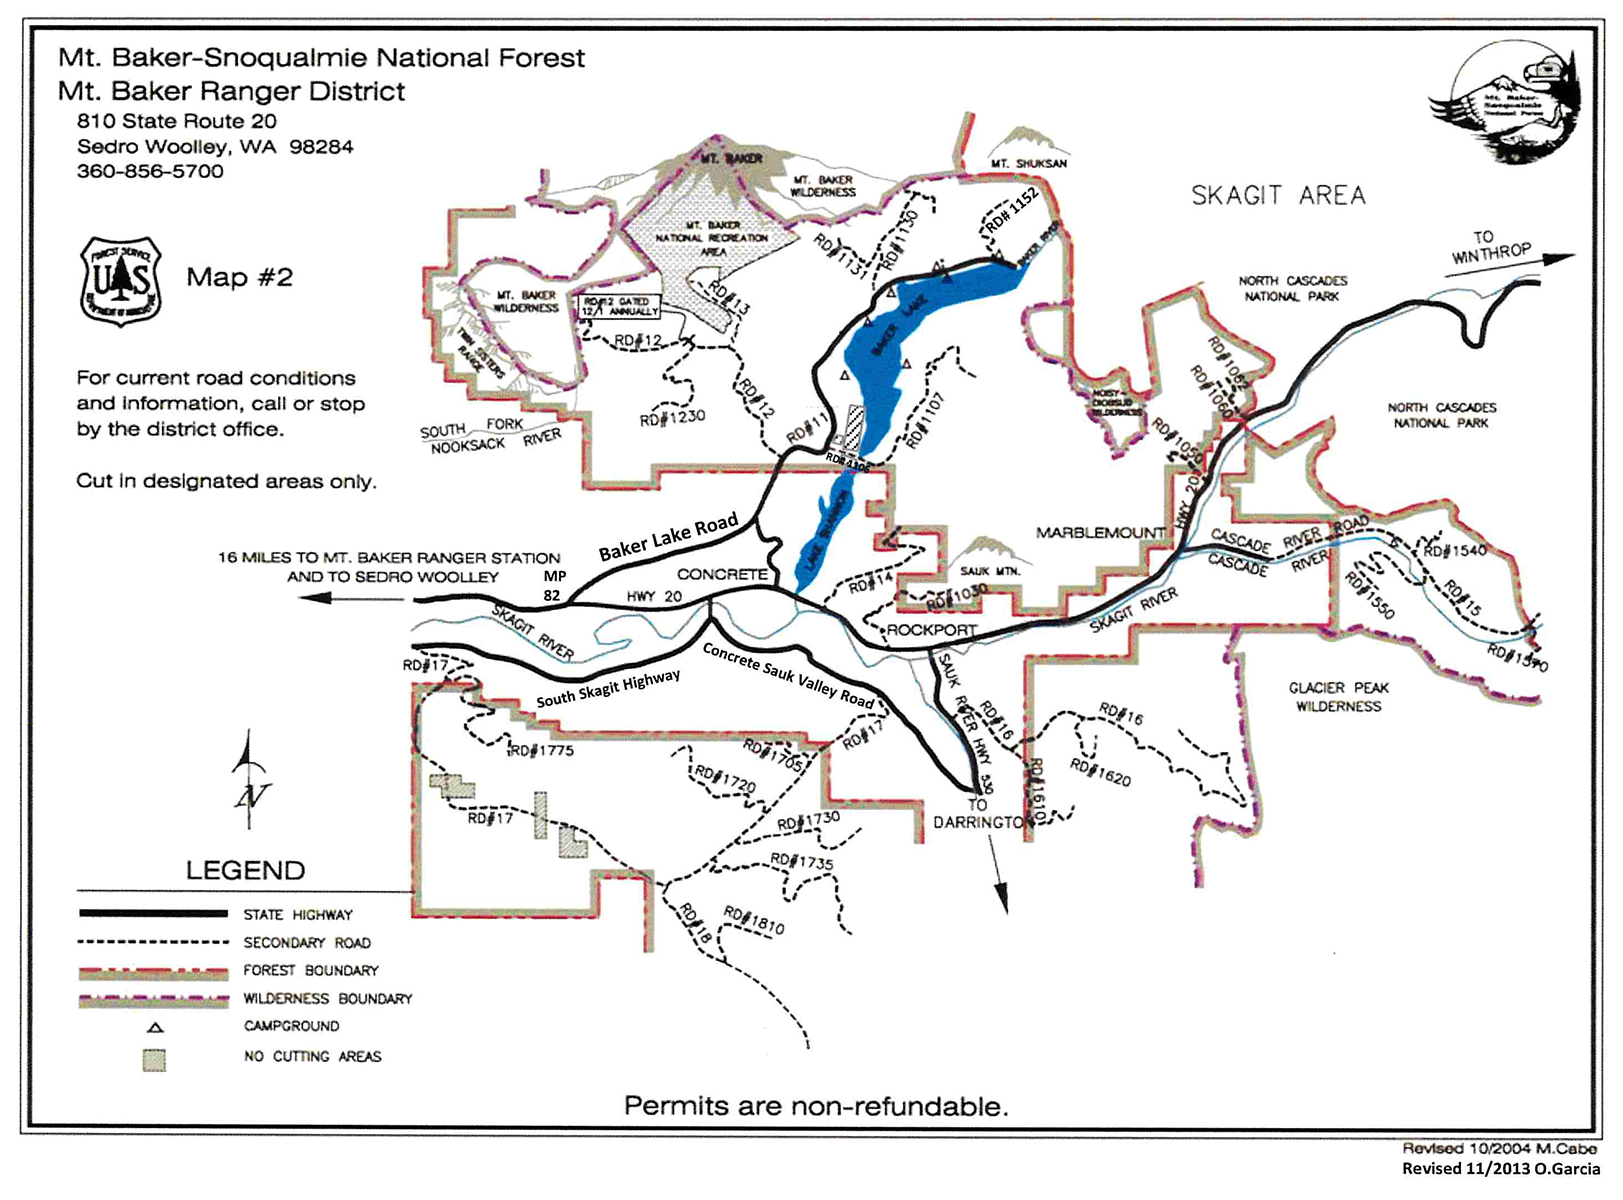 Mt. Baker-Snoqualmie National Forest
Mt. Baker Ranger District
810 State Route 20
Sedro Woolley, WA 98284
360-856-5700
Mt. Baker-
Snoqualmie
National Forest
SKAGIT AREA
FOREST SERVICE
U S
DEPARTMENT OF AGRICULTURE
Map #2
For current road conditions
and information, call or stop
by the district office.
Cut in designated areas only.
MT. BAKER
MT. BAKER
WILDERNESS
MT. SHUKSAN
MT. BAKER
NATIONAL RECREATION
AREA
RD#1130
RD#1131
RD# 1152
BAKER RIVER
TO
WINTHROP
NORTH CASCADES
NATIONAL PARK
MT. BAKER
WILDERNESS
RD#12 GATED
12/1 ANNUALLY
RD#13
TWIN SISTERS
RANGE
RD#12
RD#12
RD#1230
BAKER LAKE
RD#11
RD#1107
RD#1106
SOUTH FORK
NOOKSACK RIVER
NOISY-
DIOBSUD
WILDERNESS
RD#1062
RD#1060
RD#1050
NORTH CASCADES
NATIONAL PARK
HWY 20
LAKE SHANNON
Baker Lake Road
16 MILES TO MT. BAKER RANGER STATION
AND TO SEDRO WOOLLEY
MP
82
CONCRETE
HWY 20
RD#14
SAUK MTN.
RD#1030
ROCKPORT
MARBLEMOUNT
CASCADE RIVER ROAD
CASCADE RIVER
RD#1540
RD#15
RD#1550
RD#1570
SKAGIT RIVER
SKAGIT RIVER
RD#17
South Skagit Highway
Concrete Sauk Valley Road
SAUK RIVER HWY 530
GLACIER PEAK
WILDERNESS
RD#16
RD#16
RD#1620
RD#1610
RD#17
RD#1775
RD#1705
RD#1720
RD#17
RD#1730
RD#1735
TO
DARRINGTON
RD#18
RD#1810
N
LEGEND
STATE HIGHWAY
SECONDARY ROAD
FOREST BOUNDARY
WILDERNESS BOUNDARY
CAMPGROUND
NO CUTTING AREAS
Permits are non-refundable.
Revised 10/2004 M.Cabe
Revised 11/2013 O.Garcia